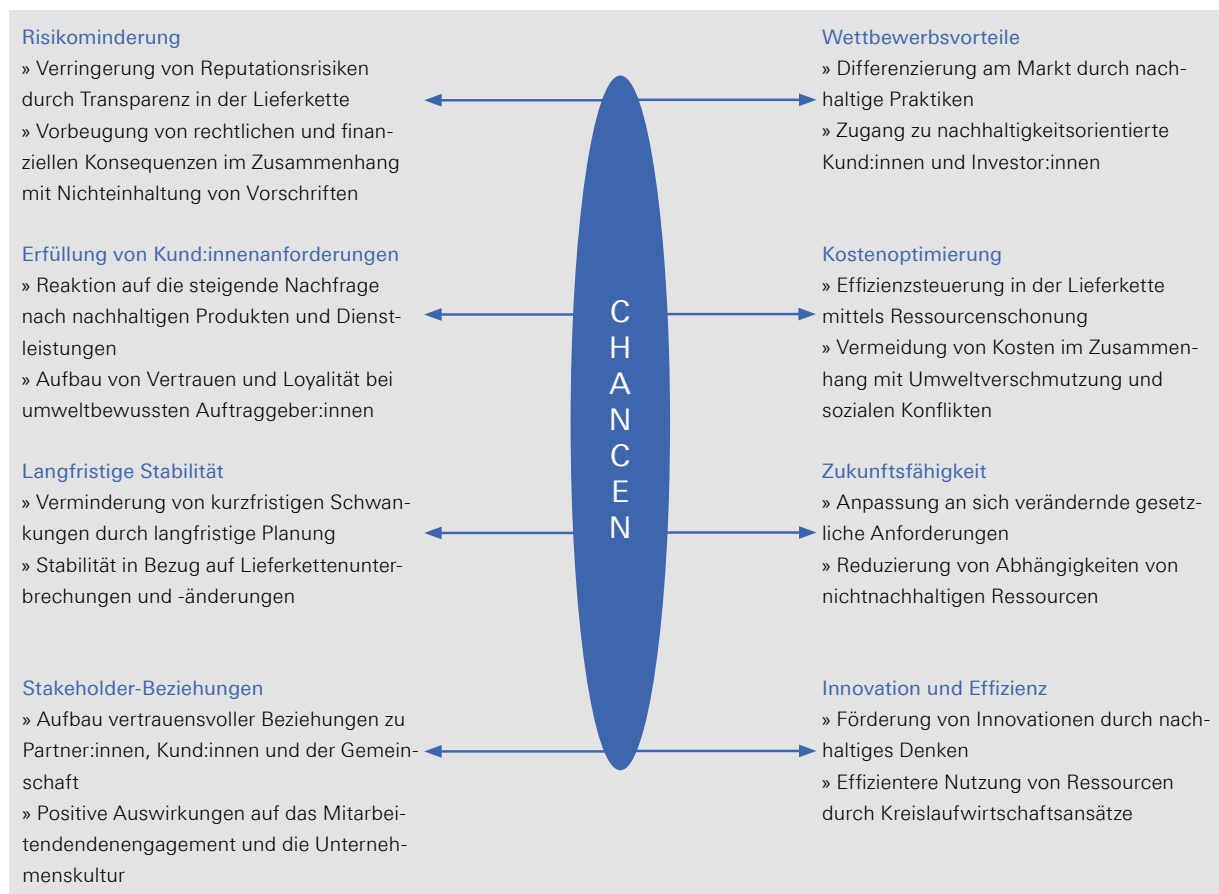 Risikominderung
» Verringerung von Reputationsrisiken
durch Transparenz in der Lieferkette
» Vorbeugung von rechtlichen und finan-
ziellen Konsequenzen im Zusammenhang
mit Nichteinhaltung von Vorschriften
Erfüllung von Kund:innenanforderungen
» Reaktion auf die steigende Nachfrage
nach nachhaltigen Produkten und Dienst-
leistungen
» Aufbau von Vertrauen und Loyalität bei
umweltbewussten Auftraggeber:innen
Langfristige Stabilität
» Verminderung von kurzfristigen Schwan-
kungen durch langfristige Planung
» Stabilität in Bezug auf Lieferkettenunter-
brechungen und -änderungen
Stakeholder-Beziehungen
» Aufbau vertrauensvoller Beziehungen zu
Partner:innen, Kund:innen und der Gemein-
schaft
» Positive Auswirkungen auf das Mitarbei-
tendendenengagement und die Unterneh-
menskultur
C
H
A
N
C
E
N
Wettbewerbsvorteile
» Differenzierung am Markt durch nach-
haltige Praktiken
» Zugang zu nachhaltigkeitsorientierte
Kund:innen und Investor:innen
Kostenoptimierung
» Effizienzsteuerung in der Lieferkette
mittels Ressourcenschonung
» Vermeidung von Kosten im Zusammen-
hang mit Umweltverschmutzung und
sozialen Konflikten
Zukunftsfähigkeit
» Anpassung an sich verändernde gesetz-
liche Anforderungen
» Reduzierung von Abhängigkeiten von
nichtnachhaltigen Ressourcen
Innovation und Effizienz
» Förderung von Innovationen durch nach-
haltiges Denken
» Effizientere Nutzung von Ressourcen
durch Kreislaufwirtschaftsansätze